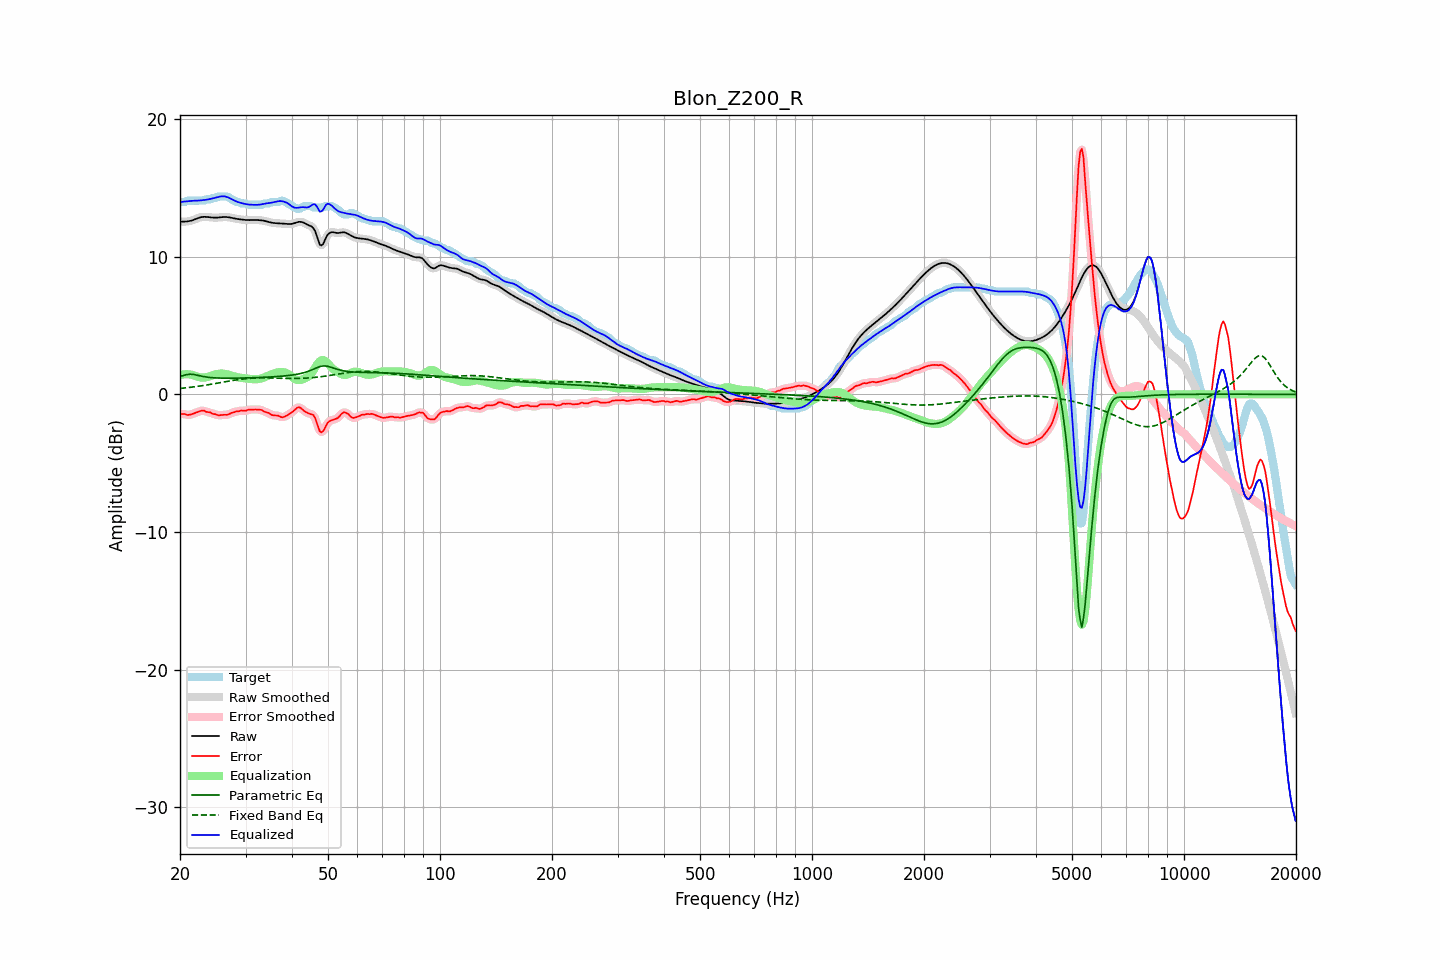 Blon_Z200_R
20
10
0
−10
−20
−30
Amplitude (dBr)
Target
Raw Smoothed
Error Smoothed
Raw
Error
Equalization
Parametric Eq
Fixed Band Eq
Equalized
20 50 100 200 500 1000 2000 5000 10000 20000
Frequency (Hz)